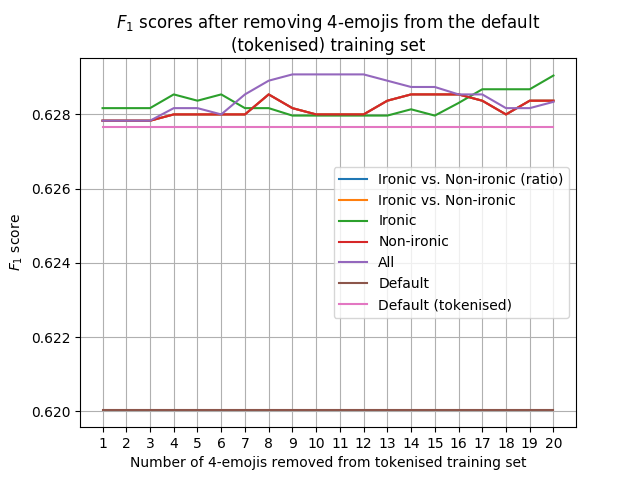 F1 scores after removing 4-emojis from the default
(tokenised) training set
F1 score
0.628
0.626
0.624
0.622
0.620
Ironic vs. Non-ironic (ratio)
Ironic vs. Non-ironic
Ironic
Non-ironic
All
Default
Default (tokenised)
1 2 3 4 5 6 7 8 9 10 11 12 13 14 15 16 17 18 19 20
Number of 4-emojis removed from tokenised training set